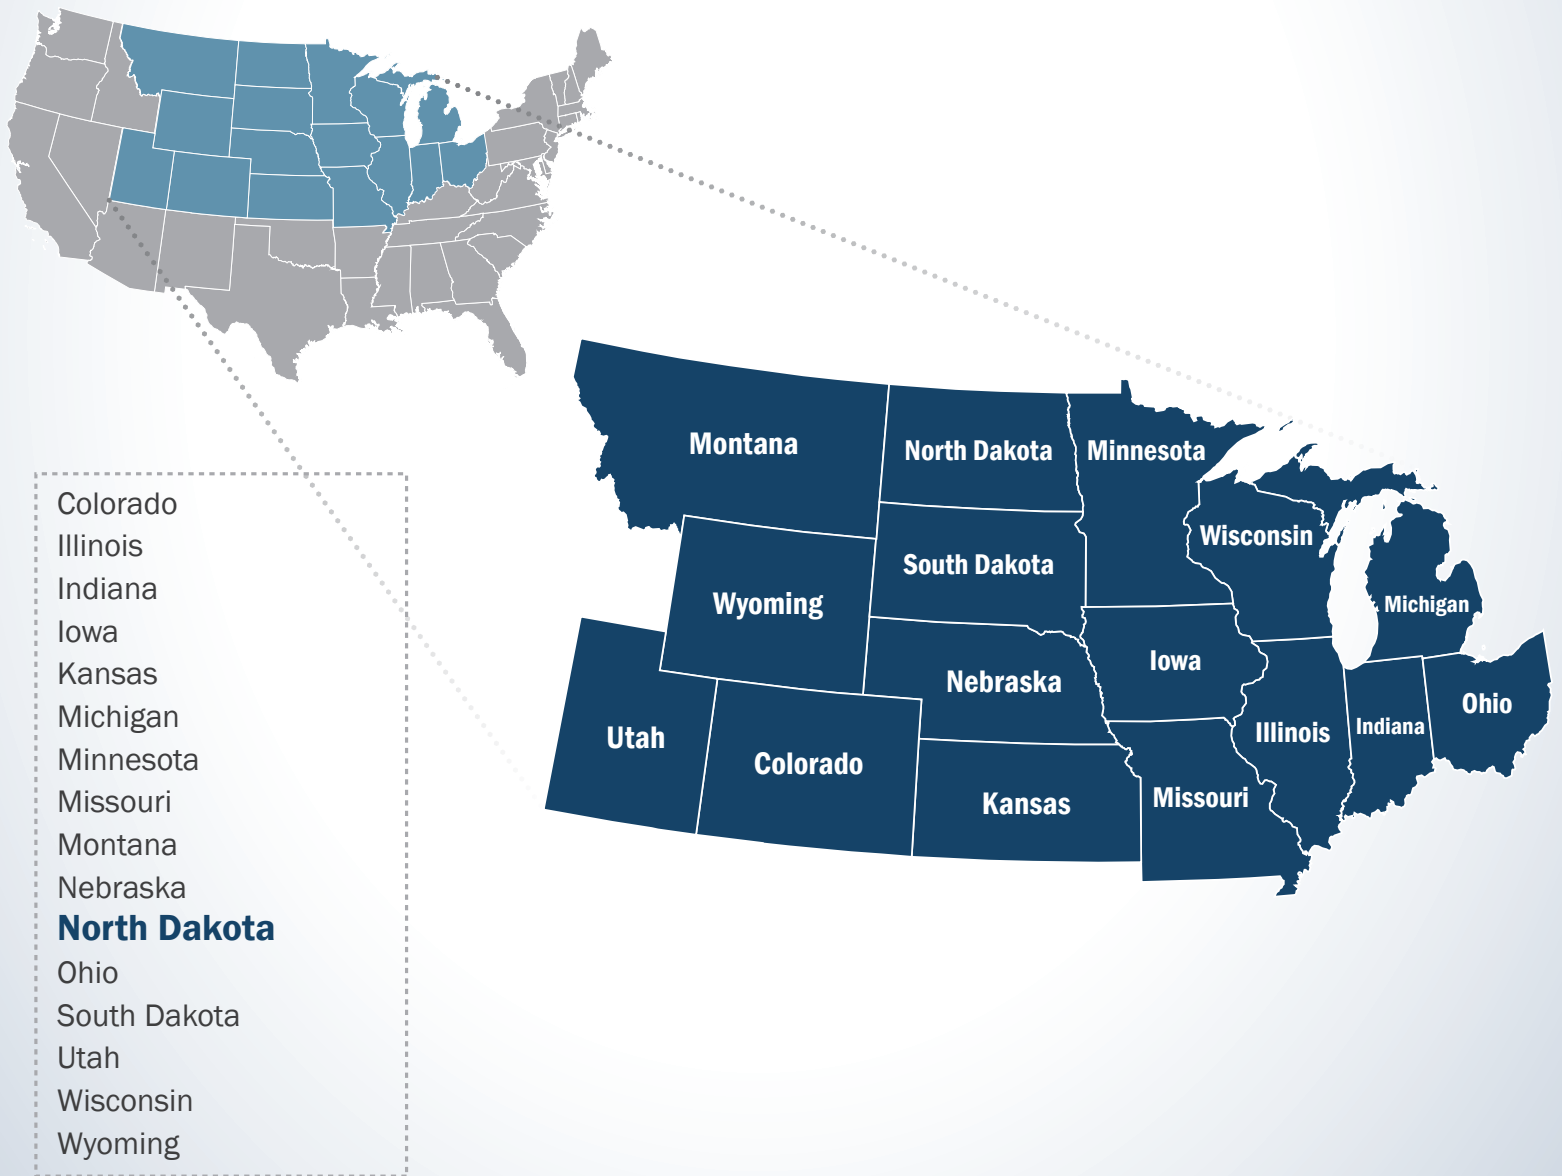 Montana
North Dakota
Minnesota
Wisconsin
South Dakota
Wyoming
Michigan
Iowa
Nebraska
Ohio
Utah
Illinois
Indiana
Colorado
Missouri
Kansas
Colorado
Illinois
Indiana
Iowa
Kansas
Michigan
Minnesota
Missouri
Montana
Nebraska
North Dakota
Ohio
South Dakota
Utah
Wisconsin
Wyoming